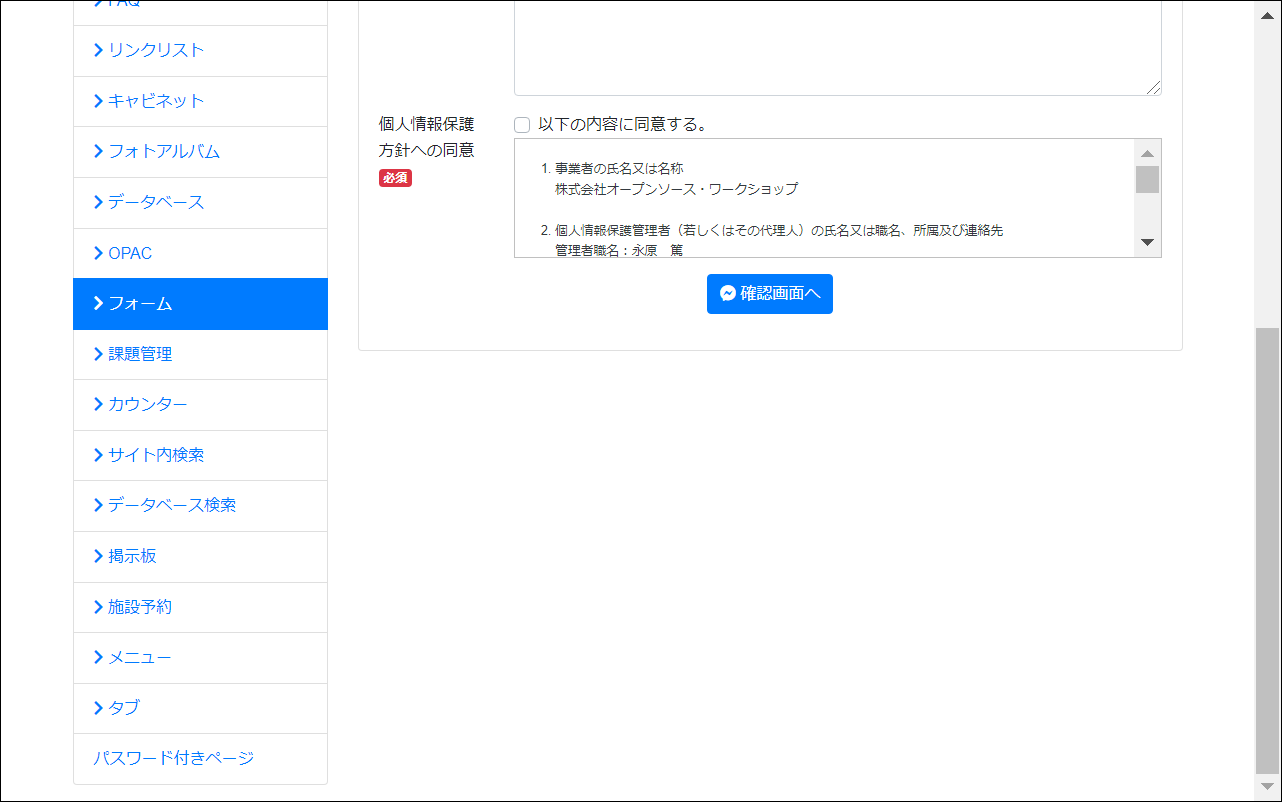 FAQ
リンクリスト
キャビネット
フォトアルバム
データベース
OPAC
フォーム
課題管理
カウンター
サイト内検索
データベース検索
掲示板
施設予約
メニュー
タブ
パスワード付きページ
個人情報保護
方針への同意
必須
以下の内容に同意する。
1. 事業者の氏名又は名称
株式会社オープンソース・ワークショップ
2. 個人情報保護管理者（若しくはその代理人）の氏名又は職名、所属及び連絡先
管理者職名：永原　篤
確認画面へ